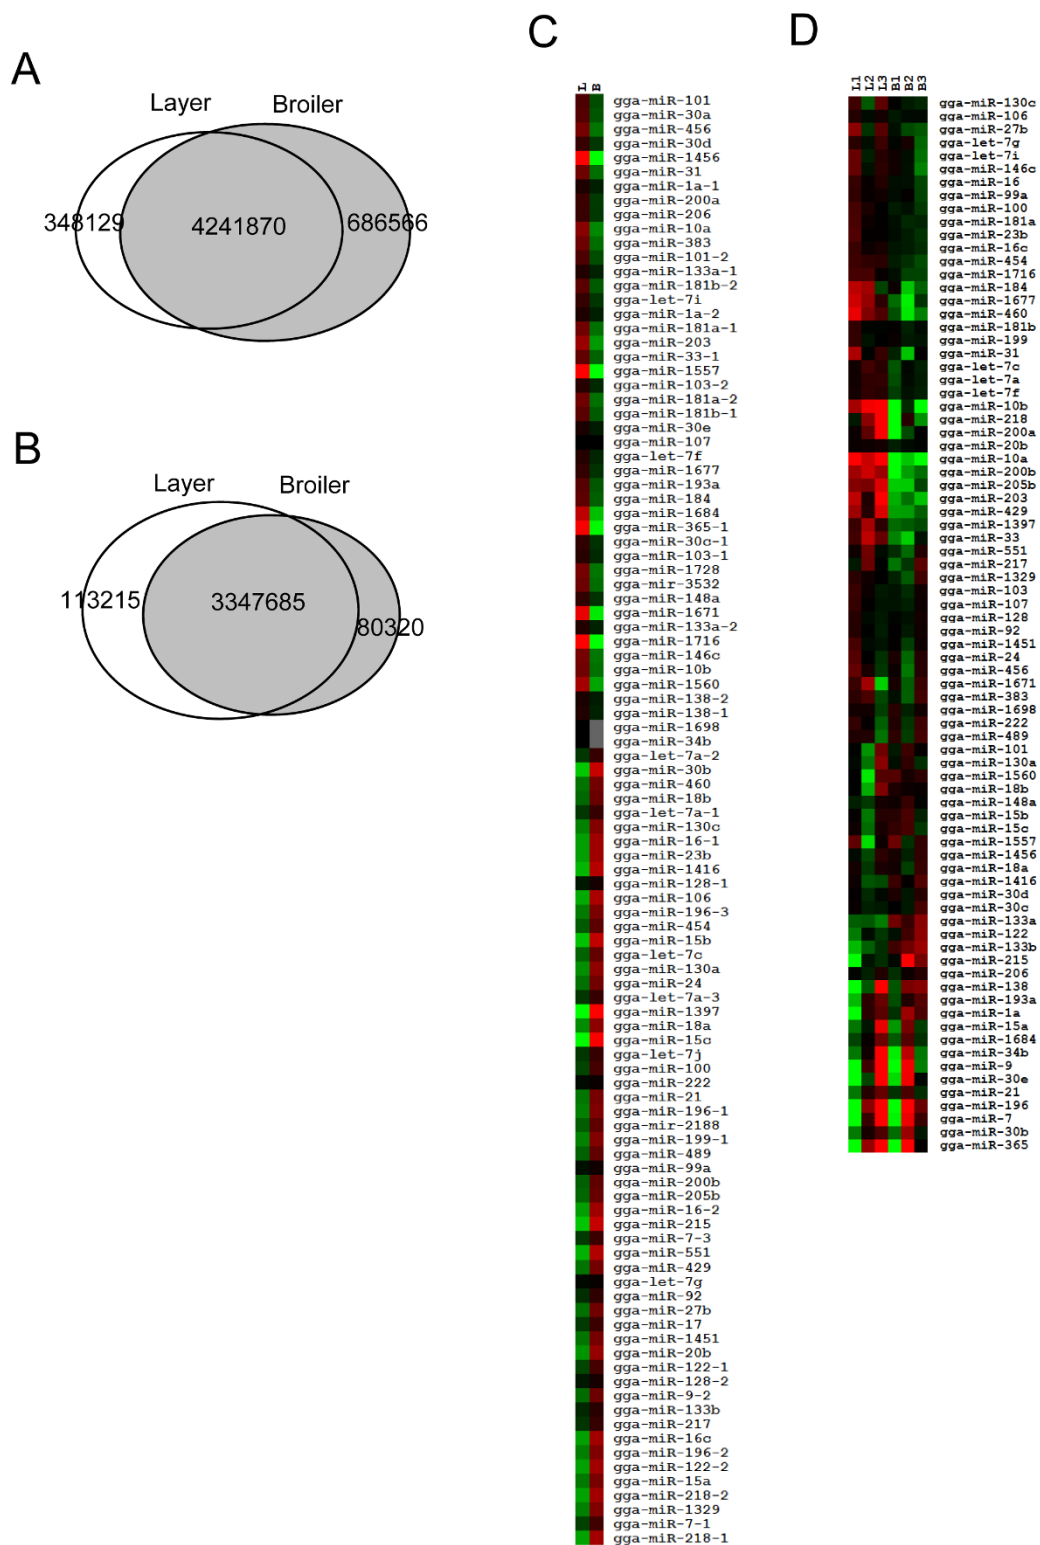 A
Layer Broiler
348129 4241870 686566
B
Layer Broiler
113215 3347685 80320
C
L B
gga-miR-101
gga-miR-30a
gga-miR-456
gga-miR-30d
gga-miR-1456
gga-miR-31
gga-miR-1a-1
gga-miR-200a
gga-miR-206
gga-miR-10a
gga-miR-383
gga-miR-101-2
gga-miR-133a-1
gga-miR-181b-2
gga-let-7i
gga-miR-1a-2
gga-miR-181a-1
gga-miR-203
gga-miR-33-1
gga-miR-1557
gga-miR-103-2
gga-miR-181a-2
gga-miR-181b-1
gga-miR-30e
gga-miR-107
gga-let-7f
gga-miR-1677
gga-miR-193a
gga-miR-184
gga-miR-1684
gga-miR-365-1
gga-miR-30c-1
gga-miR-103-1
gga-miR-1728
gga-mir-3532
gga-miR-148a
gga-miR-1671
gga-miR-133a-2
gga-miR-1716
gga-miR-146c
gga-miR-10b
gga-miR-1560
gga-miR-138-2
gga-miR-138-1
gga-miR-1698
gga-miR-34b
gga-let-7a-2
gga-miR-30b
gga-miR-460
gga-miR-18b
gga-let-7a-1
gga-miR-130c
gga-miR-16-1
gga-miR-23b
gga-miR-1416
gga-miR-128-1
gga-miR-106
gga-miR-196-3
gga-miR-454
gga-miR-15b
gga-let-7c
gga-miR-130a
gga-miR-24
gga-let-7a-3
gga-miR-1397
gga-miR-18a
gga-miR-15c
gga-let-7j
gga-miR-100
gga-miR-222
gga-miR-21
gga-miR-196-1
gga-mir-2188
gga-miR-199-1
gga-miR-489
gga-miR-99a
gga-miR-200b
gga-miR-205b
gga-miR-16-2
gga-miR-215
gga-miR-7-3
gga-miR-551
gga-miR-429
gga-let-7g
gga-miR-92
gga-miR-27b
gga-miR-17
gga-miR-1451
gga-miR-20b
gga-miR-122-1
gga-miR-128-2
gga-miR-9-2
gga-miR-133b
gga-miR-217
gga-miR-16c
gga-miR-196-2
gga-miR-122-2
gga-miR-15a
gga-miR-218-2
gga-miR-1329
gga-miR-7-1
gga-miR-218-1
D
L1 L2 L3 B1 B2 B3
gga-miR-130c
gga-miR-106
gga-miR-27b
gga-let-7g
gga-let-7i
gga-miR-146c
gga-miR-16
gga-miR-99a
gga-miR-100
gga-miR-181a
gga-miR-23b
gga-miR-16c
gga-miR-454
gga-miR-1716
gga-miR-184
gga-miR-1677
gga-miR-460
gga-miR-181b
gga-miR-199
gga-miR-31
gga-let-7c
gga-let-7a
gga-let-7f
gga-miR-10b
gga-miR-218
gga-miR-200a
gga-miR-20b
gga-miR-10a
gga-miR-200b
gga-miR-205b
gga-miR-203
gga-miR-429
gga-miR-1397
gga-miR-33
gga-miR-551
gga-miR-217
gga-miR-1329
gga-miR-103
gga-miR-107
gga-miR-128
gga-miR-92
gga-miR-1451
gga-miR-24
gga-miR-456
gga-miR-1671
gga-miR-383
gga-miR-1698
gga-miR-222
gga-miR-489
gga-miR-101
gga-miR-130a
gga-miR-1560
gga-miR-18b
gga-miR-148a
gga-miR-15b
gga-miR-15c
gga-miR-1557
gga-miR-1456
gga-miR-18a
gga-miR-1416
gga-miR-30d
gga-miR-30c
gga-miR-133a
gga-miR-122
gga-miR-133b
gga-miR-215
gga-miR-206
gga-miR-138
gga-miR-193a
gga-miR-1a
gga-miR-15a
gga-miR-1684
gga-miR-34b
gga-miR-9
gga-miR-30e
gga-miR-21
gga-miR-196
gga-miR-7
gga-miR-30b
gga-miR-365